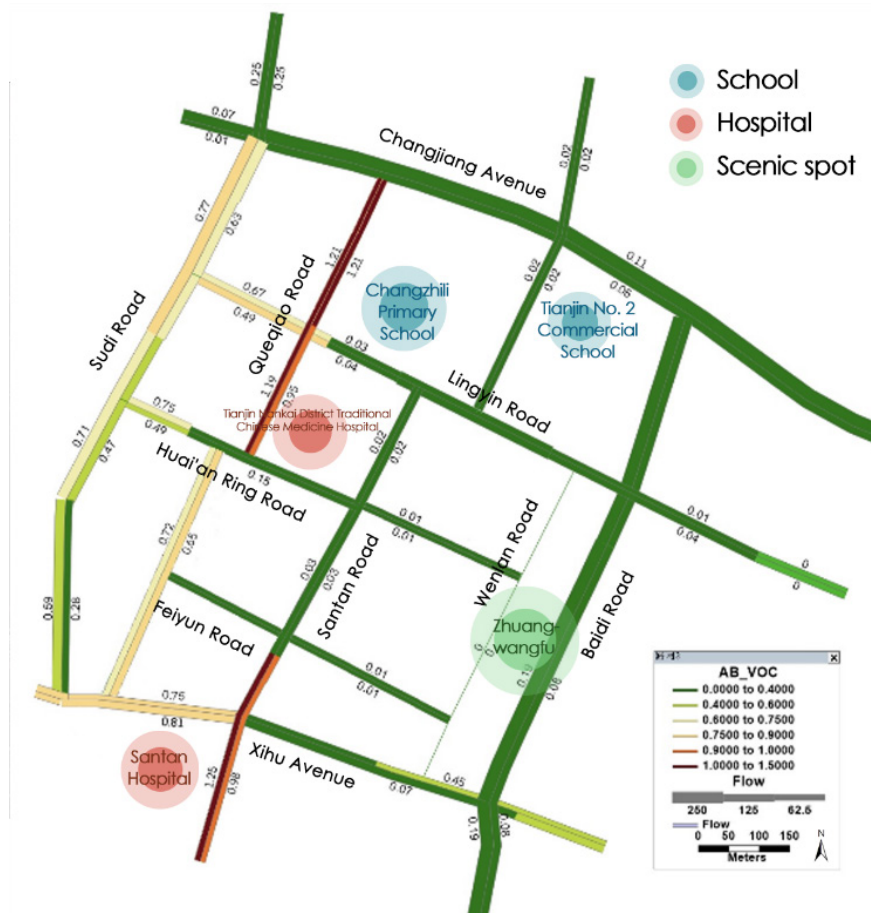 School
Hospital
Scenic spot
0.25
0.25
0.07
0.01
Changjiang Avenue
0.02
0.02
0.77
0.63
1.21
1.21
0.02
0.02
0.11
0.05
Sudi Road
Queqiao Road
Changzhili
Primary
School
Tianjin No. 2
Commercial
School
0.67
0.49
0.03
0.04
Lingyin Road
1.19
0.95
Tianjin Nankai District Traditional
Chinese Medicine Hospital
0.75
0.49
0.71
0.47
0.02
0.02
Huai'an Ring Road
0.15
0.01
0.01
0.01
0.04
0
0
0.72
0.65
Santan Road
Wenlan Road
Baidi Road
0.03
0.03
0.59
0.28
Feiyun Road
Zhuang-
wangfu
0
0
0.19
0.08
0.01
0.01
0.75
0.81
Xihu Avenue
Santan
Hospital
1.25
0.98
0.45
0.07
0.19
0.08
AB_VOC
0.0000 to 0.4000
0.4000 to 0.6000
0.6000 to 0.7500
0.7500 to 0.9000
0.9000 to 1.0000
1.0000 to 1.5000
Flow
250 125 62.5
Flow
0 50 100 150
Meters
N